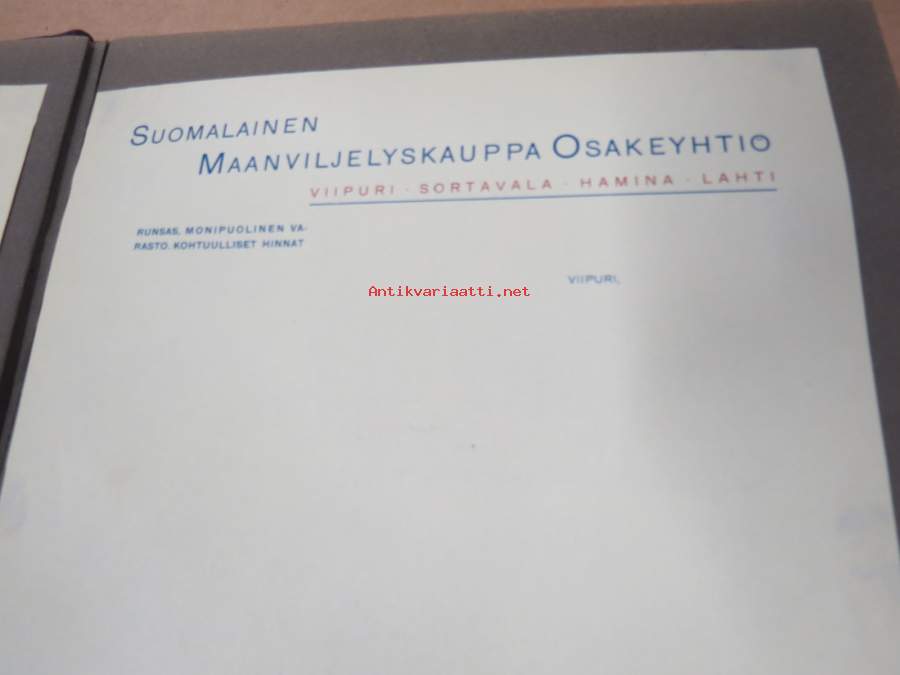 SUOMALAINEN
MAANVILJELYSKAUPPA OSAKEYHTIO
VIIPURI · SORTAVALA · HAMINA · LAHTI
RUNSAS, MONIPUOLINEN VA-
RASTO. KOHTUULLISET HINNAT
VIIPURI,
Antikvariaatti.net